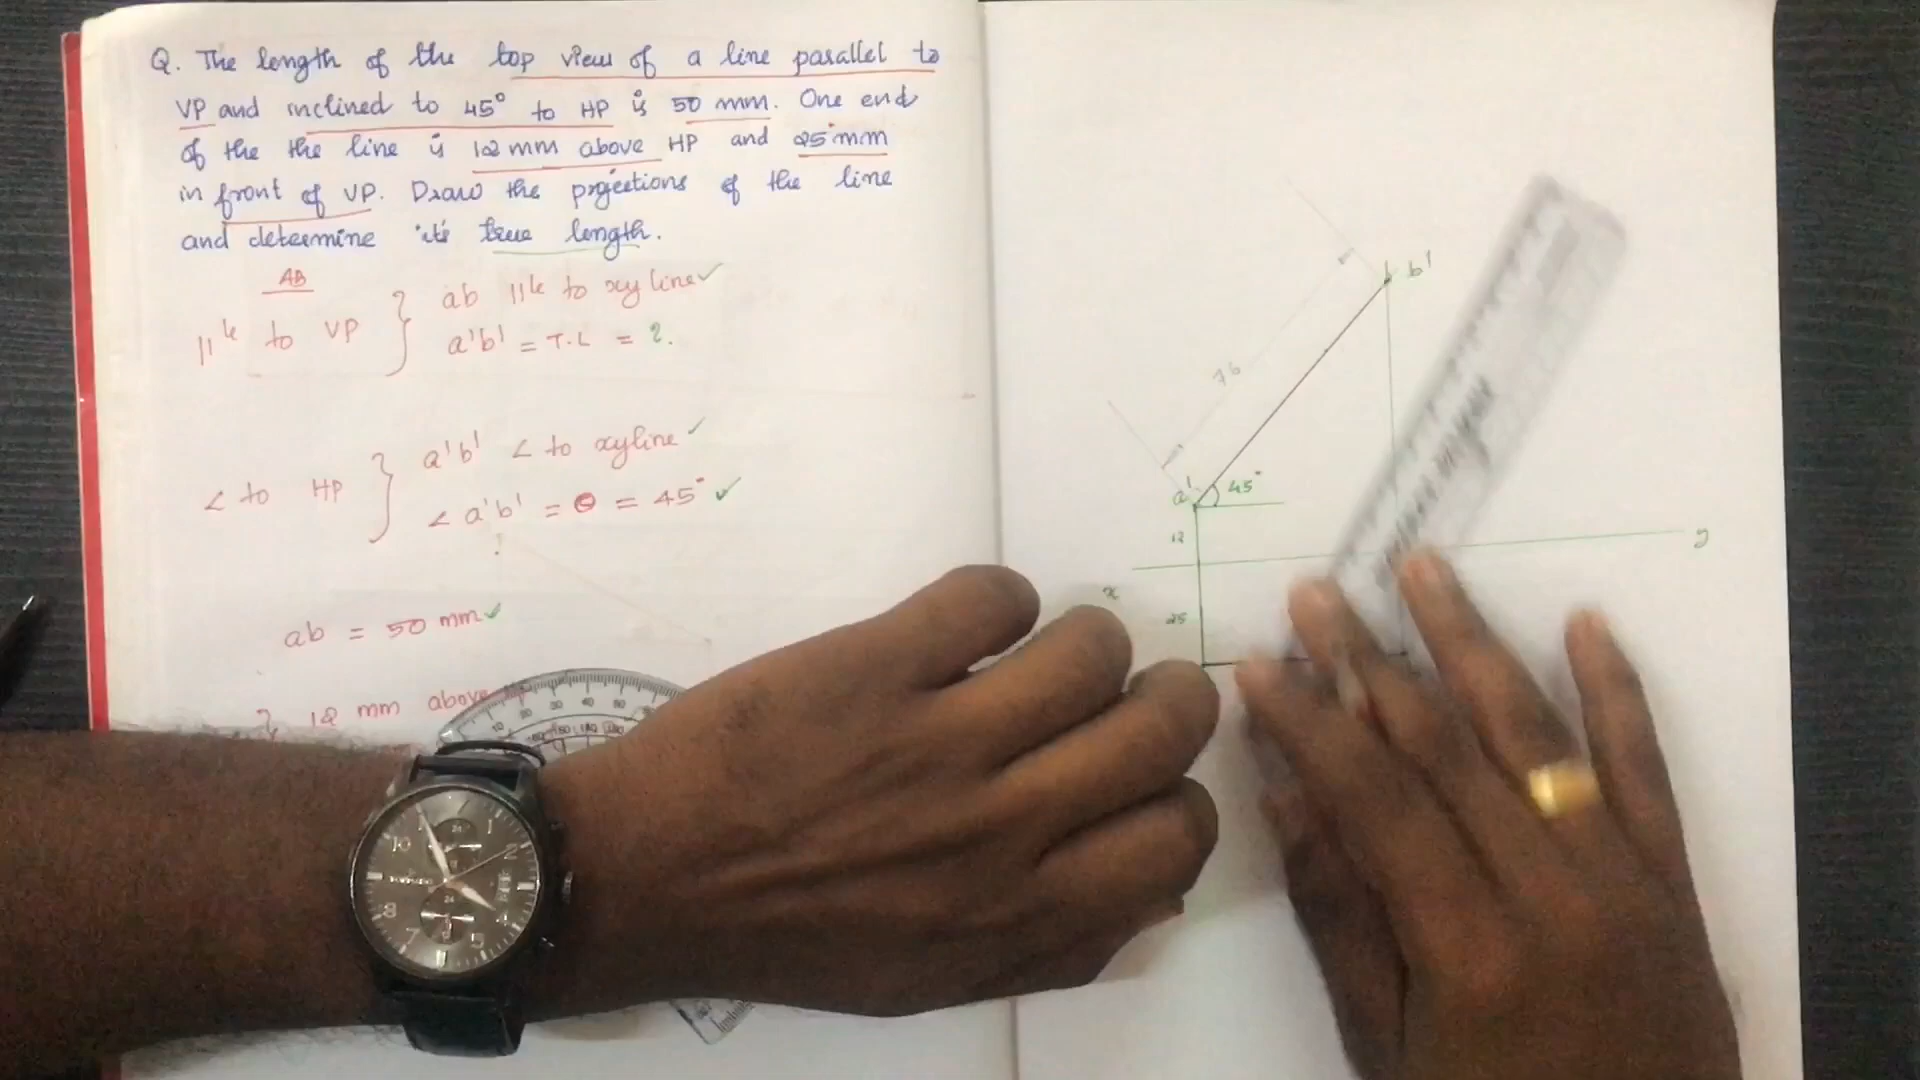 Q. The length of the top view of a line parallel to
VP and inclined to 45° to HP is 50 mm. One end
of the the line is 12 mm above HP and 25 mm
in front of VP. Draw the projections of the line
and determine it's true length.
AB
11le to VP } ab 11le to xy line ✓
a'b' = T.L = ?.
∠ to HP } a'b' ∠ to xyline ✓
∠ a'b' = θ = 45° ✓
ab = 50 mm ✓
12 mm above
b'
76
a' 45°
12
y
x
25